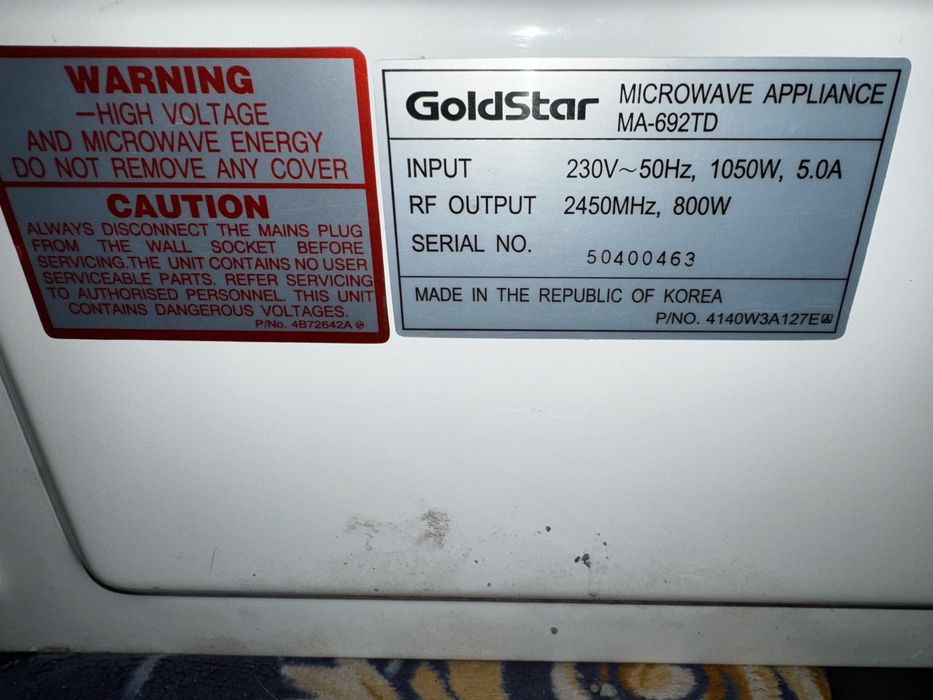 WARNING
—HIGH VOLTAGE
AND MICROWAVE ENERGY
DO NOT REMOVE ANY COVER
CAUTION
ALWAYS DISCONNECT THE MAINS PLUG
FROM THE WALL SOCKET BEFORE
SERVICING.THE UNIT CONTAINS NO USER
SERVICEABLE PARTS. REFER SERVICING
TO AUTHORISED PERSONNEL. THIS UNIT
CONTAINS DANGEROUS VOLTAGES.
P/No. 4B72642A
GoldStar MICROWAVE APPLIANCE
MA-692TD
INPUT 230V~50Hz, 1050W, 5.0A
RF OUTPUT 2450MHz, 800W
SERIAL NO. 50400463
MADE IN THE REPUBLIC OF KOREA
P/NO. 4140W3A127E